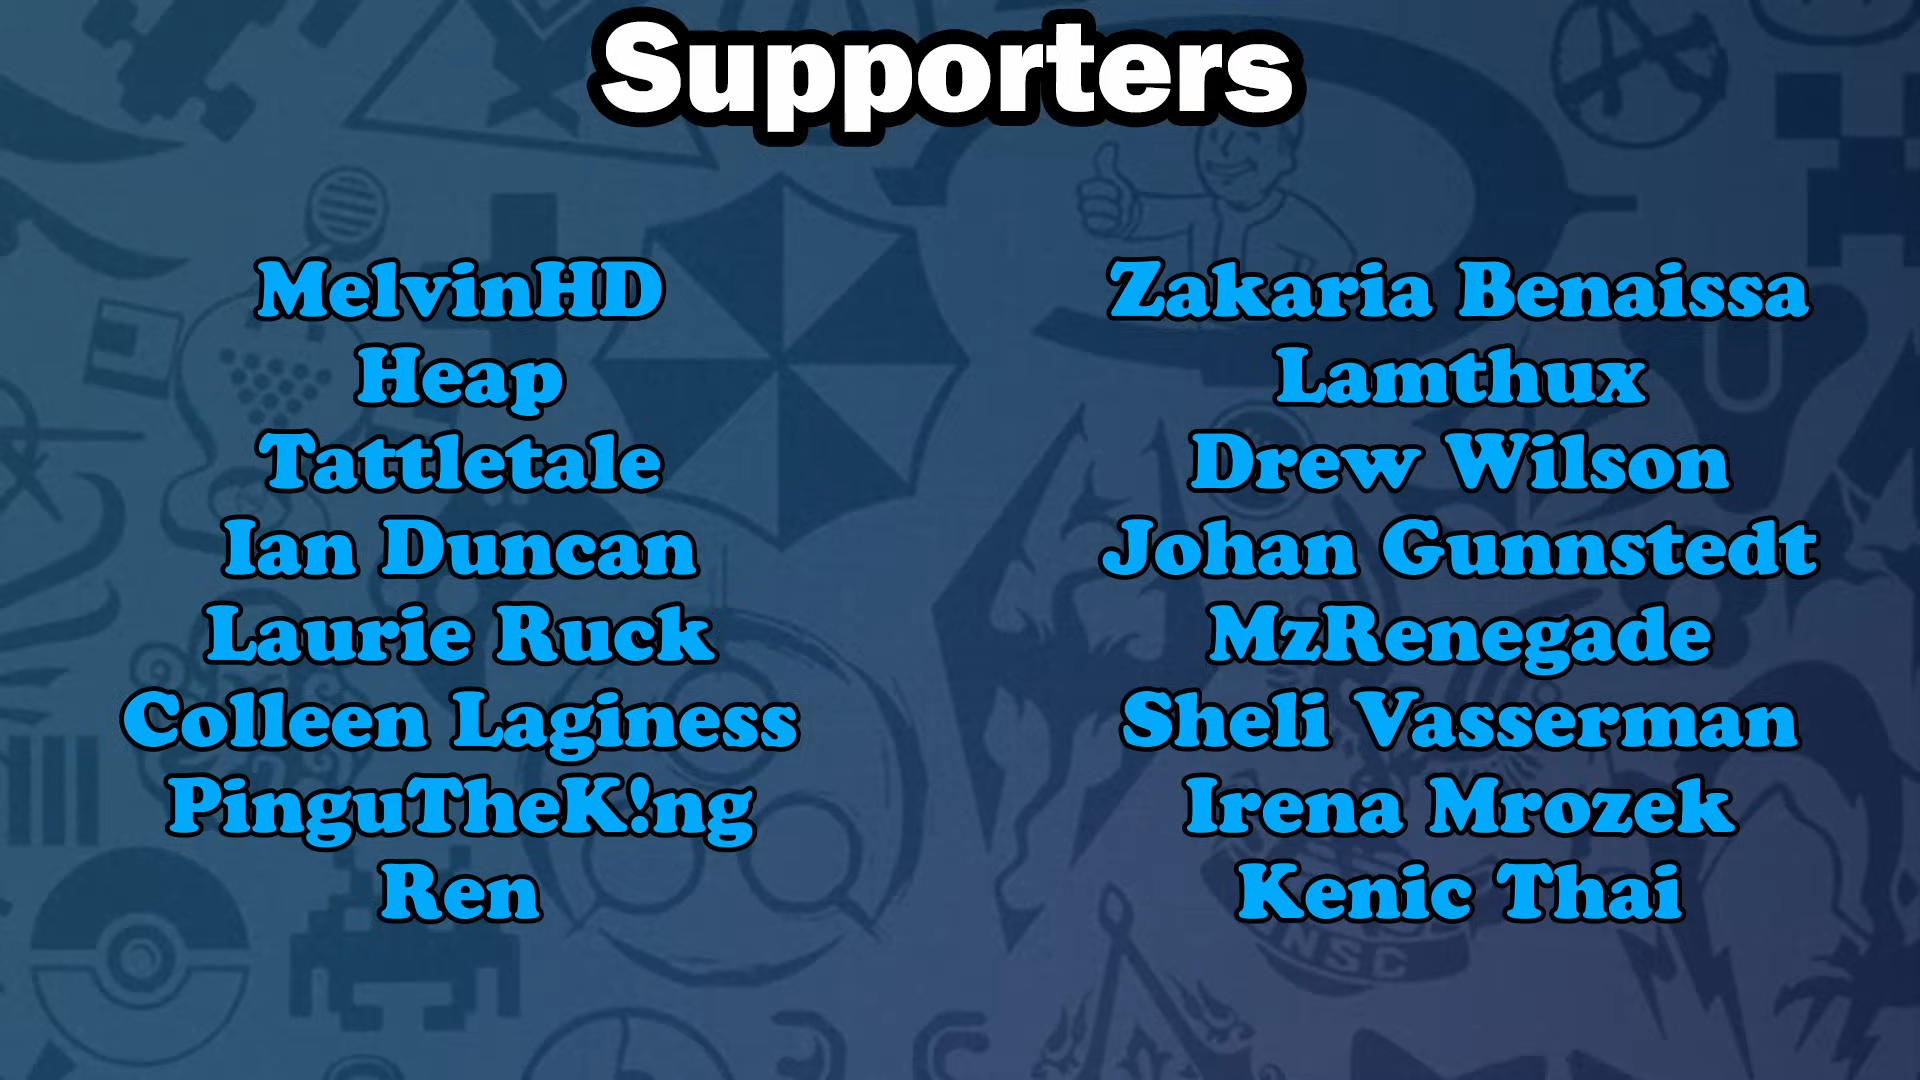 Supporters
MelvinHD
Heap
Tattletale
Ian Duncan
Laurie Ruck
Colleen Laginess
PinguTheK!ng
Ren
Zakaria Benaissa
Lamthux
Drew Wilson
Johan Gunnstedt
MzRenegade
Sheli Vasserman
Irena Mrozek
Kenic Thai
NSC